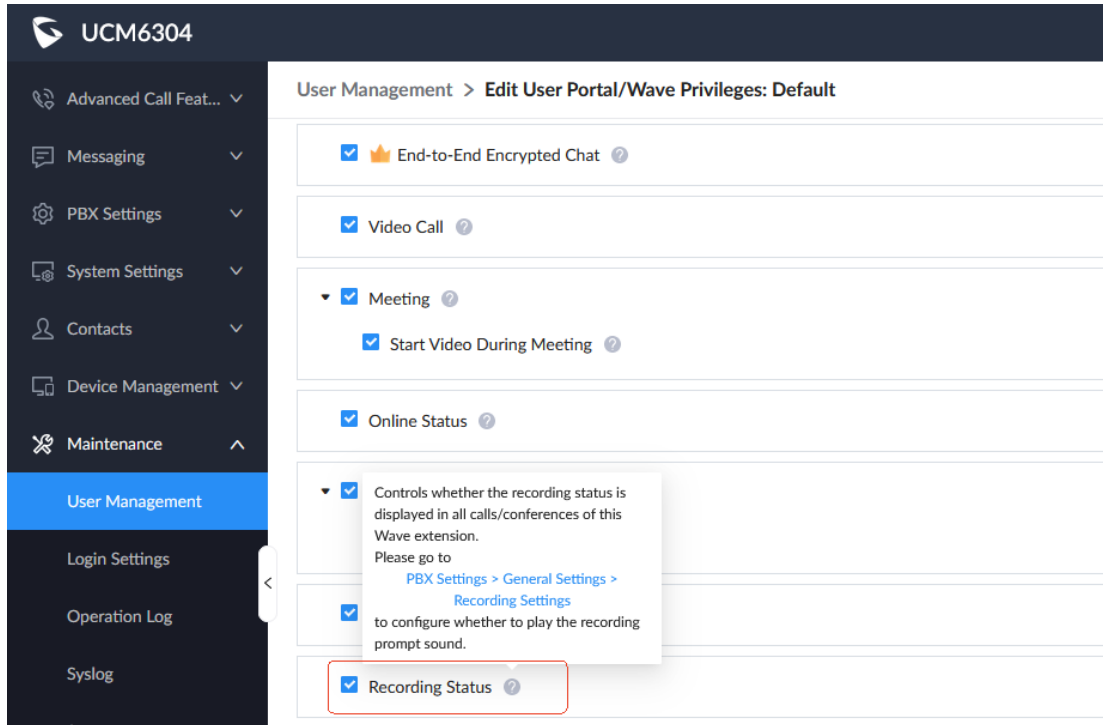 UCM6304
Advanced Call Feat...
Messaging
PBX Settings
System Settings
Contacts
Device Management
Maintenance
User Management
Login Settings
Operation Log
Syslog
User Management > Edit User Portal/Wave Privileges: Default
End-to-End Encrypted Chat ?
Video Call ?
Meeting ?
Start Video During Meeting ?
Online Status ?
Controls whether the recording status is
displayed in all calls/conferences of this
Wave extension.
Please go to
PBX Settings > General Settings >
Recording Settings
to configure whether to play the recording
prompt sound.
Recording Status ?